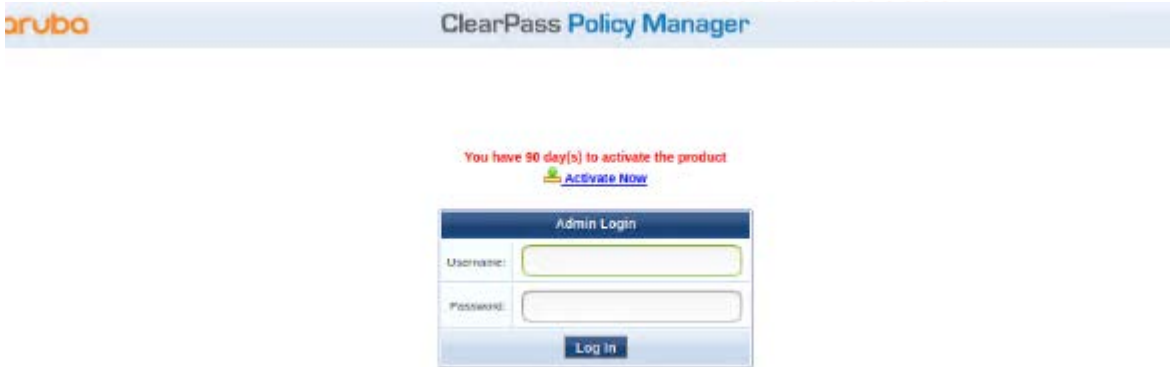 aruba
ClearPass Policy Manager
You have 90 day(s) to activate the product
Activate Now
Admin Login
Username:
Password:
Log In